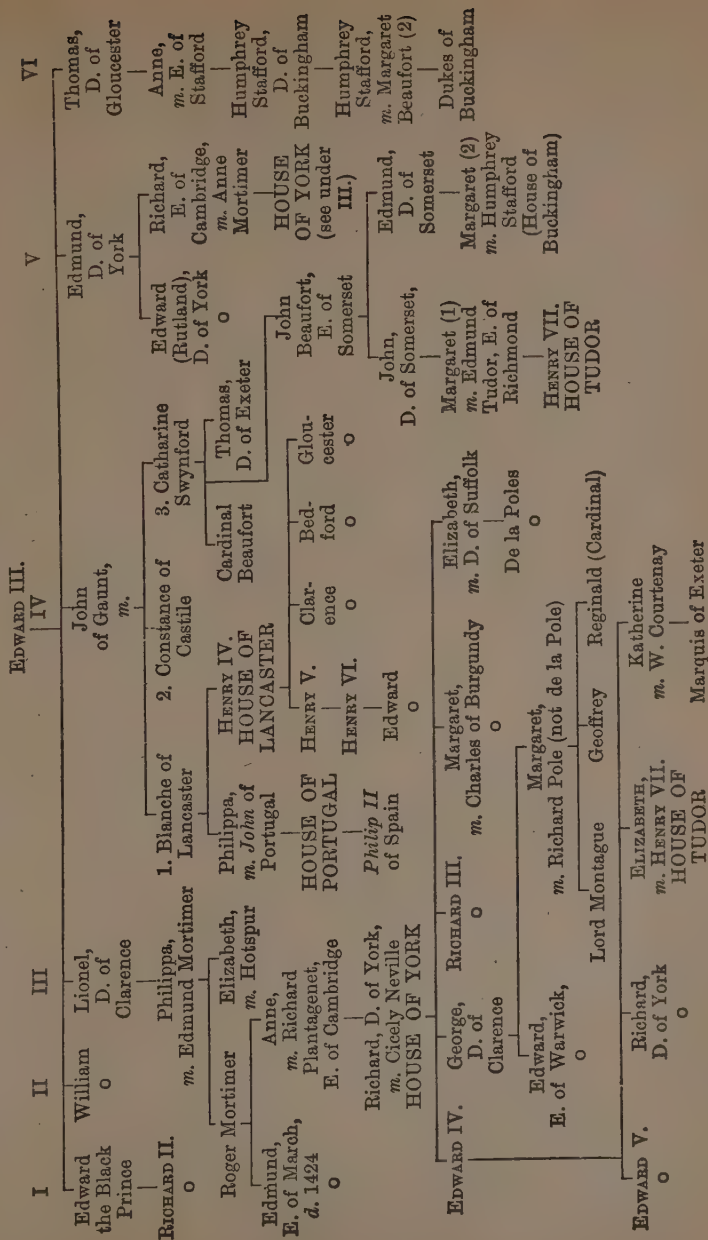 EDWARD III.
I II III IV V VI
Edward
the Black
Prince
RICHARD II.
O
William
O
Lionel,
D. of
Clarence
Philippa,
m. Edmund Mortimer
Roger Mortimer
Elizabeth,
m. Hotspur
Edmund,
E. of March,
d. 1424
O
Anne,
m. Richard
Plantagenet,
E. of Cambridge
Richard, D. of York,
m. Cicely Neville
HOUSE OF YORK
John
of Gaunt,
m.
1. Blanche of
Lancaster
2. Constance of
Castile
3. Catharine
Swynford
Philippa,
m. John of
Portugal
HOUSE OF
PORTUGAL
Philip II
of Spain
HENRY IV.
HOUSE OF
LANCASTER
HENRY V.
HENRY VI.
Edward
O
Clar-
ence
O
Bed-
ford
O
Glou-
cester
O
Cardinal
Beaufort
Thomas,
D. of Exeter
John
Beaufort,
E. of
Somerset
John,
D. of Somerset,
Margaret (1)
m. Edmund
Tudor, E. of
Richmond
HENRY VII.
HOUSE OF
TUDOR
Edmund,
D. of
Somerset
Margaret (2)
m. Humphrey
Stafford
(House of
Buckingham)
Edmund,
D. of
York
Edward
(Rutland),
D. of York
O
Richard,
E. of
Cambridge,
m. Anne
Mortimer
HOUSE
OF YORK
(see under
III.)
Thomas,
D. of
Gloucester
Anne,
m. E. of
Stafford
Humphrey
Stafford,
D. of
Buckingham
Humphrey
Stafford,
m. Margaret
Beaufort (2)
Dukes of
Buckingham
EDWARD IV.
George,
D. of
Clarence
RICHARD III.
O
Margaret,
m. Charles of Burgundy
O
Elizabeth,
m. D. of Suffolk
De la Poles
O
Edward,
E. of Warwick,
O
Margaret,
m. Richard Pole (not de la Pole)
Lord Montague
Geoffrey
Reginald (Cardinal)
EDWARD V.
O
Richard,
D. of York
O
ELIZABETH,
m. HENRY VII.
HOUSE OF
TUDOR
Katherine
m. W. Courtenay
Marquis of Exeter